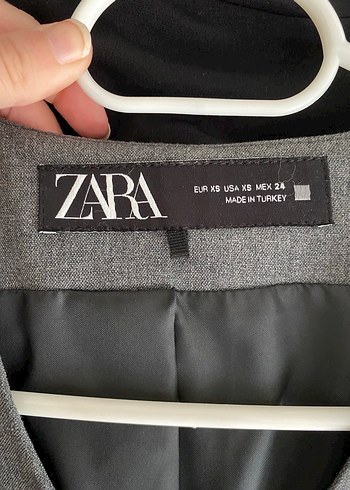 ZARA
EUR XS USA XS MEX 24
MADE IN TURKEY